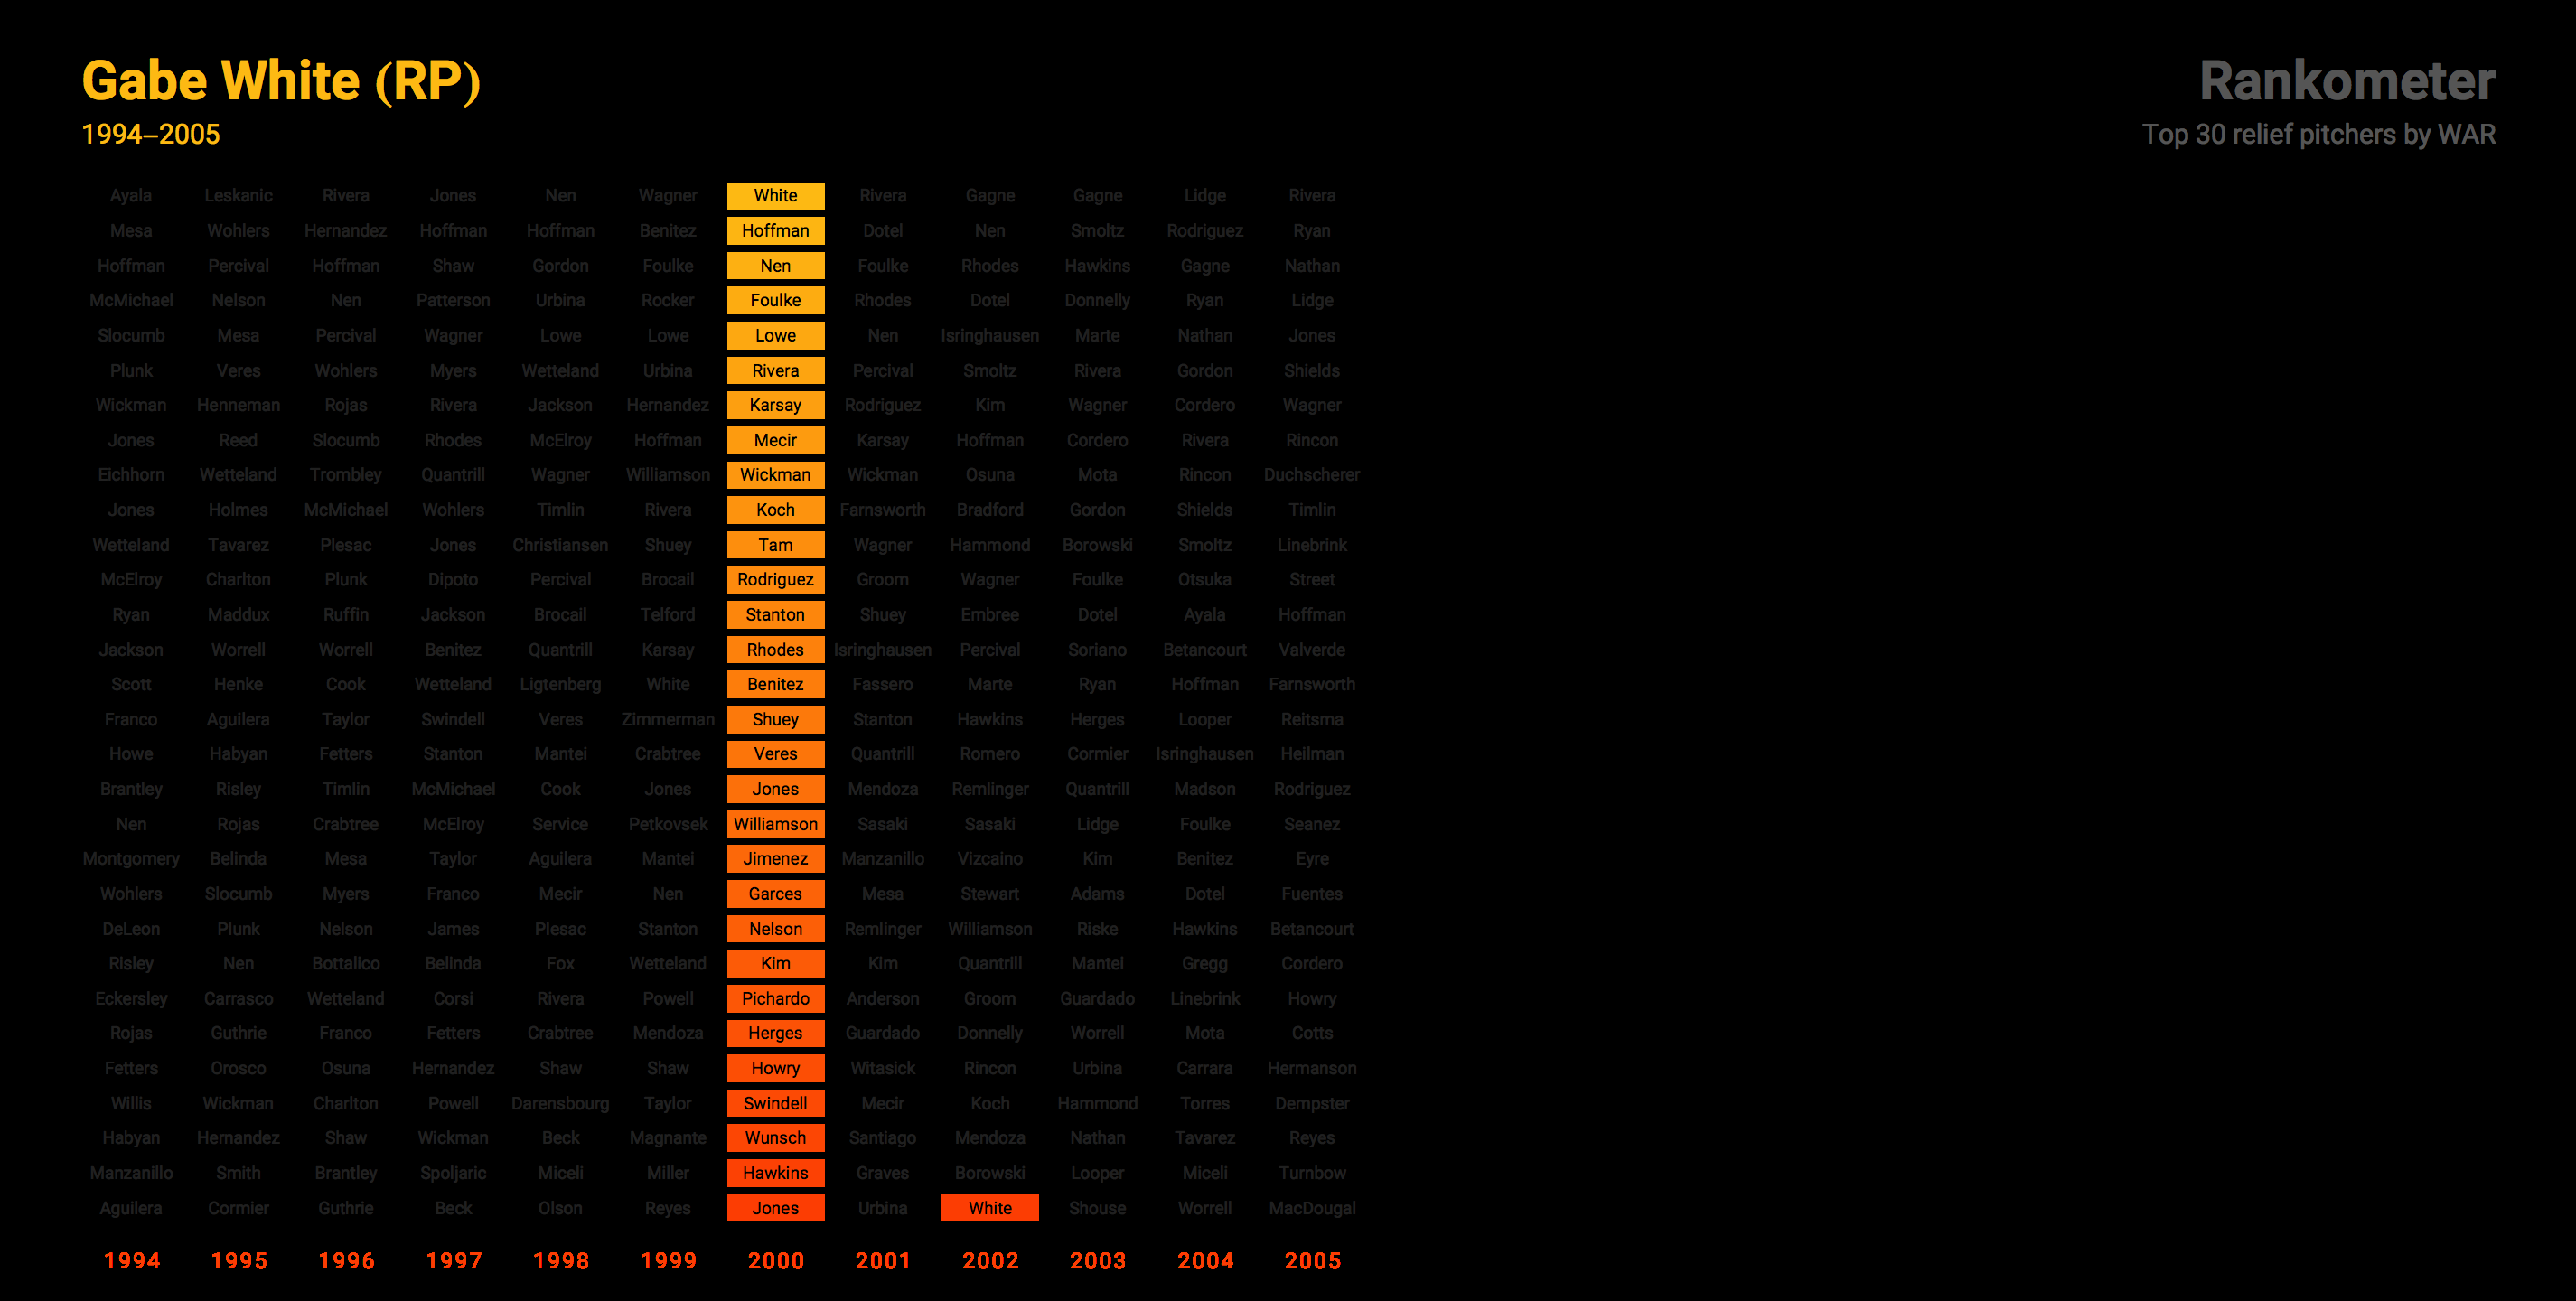 Gabe White (RP)
1994–2005
Rankometer
Top 30 relief pitchers by WAR
Ayala Leskanic Rivera Jones Nen Wagner White Rivera Gagne Gagne Lidge Rivera
Mesa Wohlers Hernandez Hoffman Hoffman Benitez Hoffman Dotel Nen Smoltz Rodriguez Ryan
Hoffman Percival Hoffman Shaw Gordon Foulke Nen Foulke Rhodes Hawkins Gagne Nathan
McMichael Nelson Nen Patterson Urbina Rocker Foulke Rhodes Dotel Donnelly Ryan Lidge
Slocumb Mesa Percival Wagner Lowe Lowe Lowe Nen Isringhausen Marte Nathan Jones
Plunk Veres Wohlers Myers Wetteland Urbina Rivera Percival Smoltz Rivera Gordon Shields
Wickman Henneman Rojas Rivera Jackson Hernandez Karsay Rodriguez Kim Wagner Cordero Wagner
Jones Reed Slocumb Rhodes McElroy Hoffman Mecir Karsay Hoffman Cordero Rivera Rincon
Eichhorn Wetteland Trombley Quantrill Wagner Williamson Wickman Wickman Osuna Mota Rincon Duchscherer
Jones Holmes McMichael Wohlers Timlin Rivera Koch Farnsworth Bradford Gordon Shields Timlin
Wetteland Tavarez Plesac Jones Christiansen Shuey Tam Wagner Hammond Borowski Smoltz Linebrink
McElroy Charlton Plunk Dipoto Percival Brocail Rodriguez Groom Wagner Foulke Otsuka Street
Ryan Maddux Ruffin Jackson Brocail Telford Stanton Shuey Embree Dotel Ayala Hoffman
Jackson Worrell Worrell Benitez Quantrill Karsay Rhodes Isringhausen Percival Soriano Betancourt Valverde
Scott Henke Cook Wetteland Ligtenberg White Benitez Fassero Marte Ryan Hoffman Farnsworth
Franco Aguilera Taylor Swindell Veres Zimmerman Shuey Stanton Hawkins Herges Looper Reitsma
Howe Habyan Fetters Stanton Mantei Crabtree Veres Quantrill Romero Cormier Isringhausen Heilman
Brantley Risley Timlin McMichael Cook Jones Jones Mendoza Remlinger Quantrill Madson Rodriguez
Nen Rojas Crabtree McElroy Service Petkovsek Williamson Sasaki Sasaki Lidge Foulke Seanez
Montgomery Belinda Mesa Taylor Aguilera Mantei Jimenez Manzanillo Vizcaino Kim Benitez Eyre
Wohlers Slocumb Myers Franco Mecir Nen Garces Mesa Stewart Adams Dotel Fuentes
DeLeon Plunk Nelson James Plesac Stanton Nelson Remlinger Williamson Riske Hawkins Betancourt
Risley Nen Bottalico Belinda Fox Wetteland Kim Kim Quantrill Mantei Gregg Cordero
Eckersley Carrasco Wetteland Corsi Rivera Powell Pichardo Anderson Groom Guardado Linebrink Howry
Rojas Guthrie Franco Fetters Crabtree Mendoza Herges Guardado Donnelly Worrell Mota Cotts
Fetters Orosco Osuna Hernandez Shaw Shaw Howry Witasick Rincon Urbina Carrara Hermanson
Willis Wickman Charlton Powell Darensbourg Taylor Swindell Mecir Koch Hammond Torres Dempster
Habyan Hernandez Shaw Wickman Beck Magnante Wunsch Santiago Mendoza Nathan Tavarez Reyes
Manzanillo Smith Brantley Spoljaric Miceli Miller Hawkins Graves Borowski Looper Miceli Turnbow
Aguilera Cormier Guthrie Beck Olson Reyes Jones Urbina White Shouse Worrell MacDougal
1994 1995 1996 1997 1998 1999 2000 2001 2002 2003 2004 2005